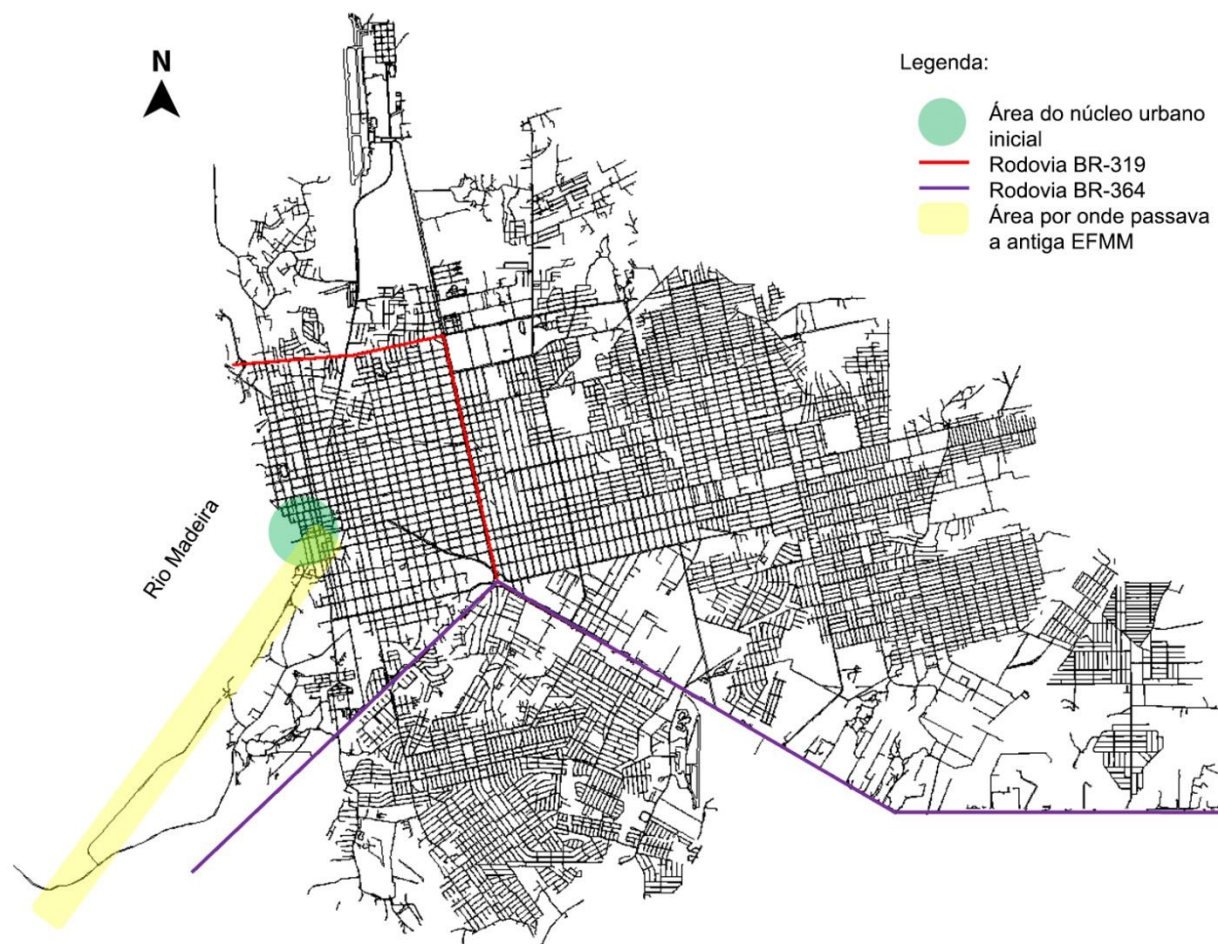 N
Legenda:
Área do núcleo urbano
inicial
Rodovia BR-319
Rodovia BR-364
Área por onde passava
a antiga EFMM
Rio Madeira